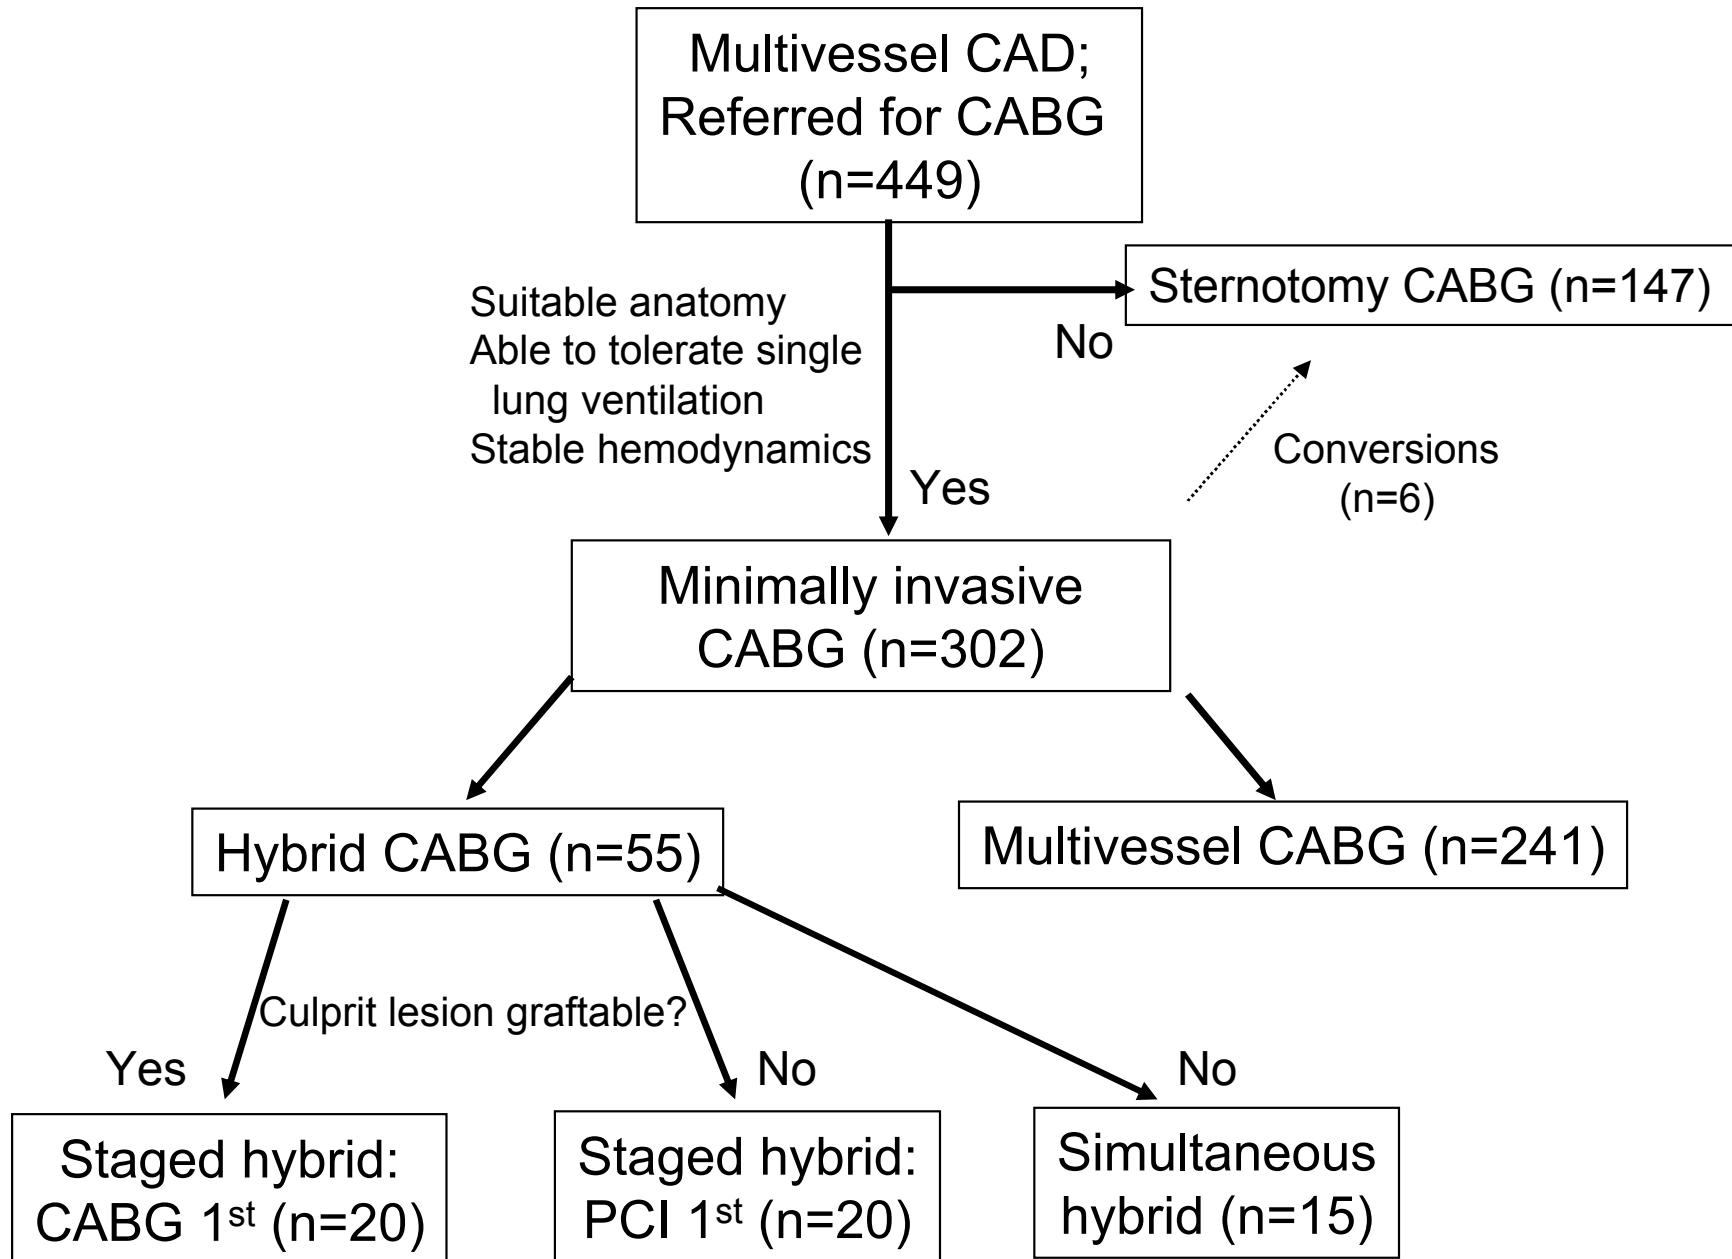 Multivessel CAD;
Referred for CABG
(n=449)
Sternotomy CABG (n=147)
No
Suitable anatomy
Able to tolerate single
lung ventilation
Stable hemodynamics
Conversions
(n=6)
Yes
Minimally invasive
CABG (n=302)
Hybrid CABG (n=55)
Multivessel CABG (n=241)
Culprit lesion graftable?
Yes
No
No
Staged hybrid:
CABG 1st (n=20)
Staged hybrid:
PCI 1st (n=20)
Simultaneous
hybrid (n=15)